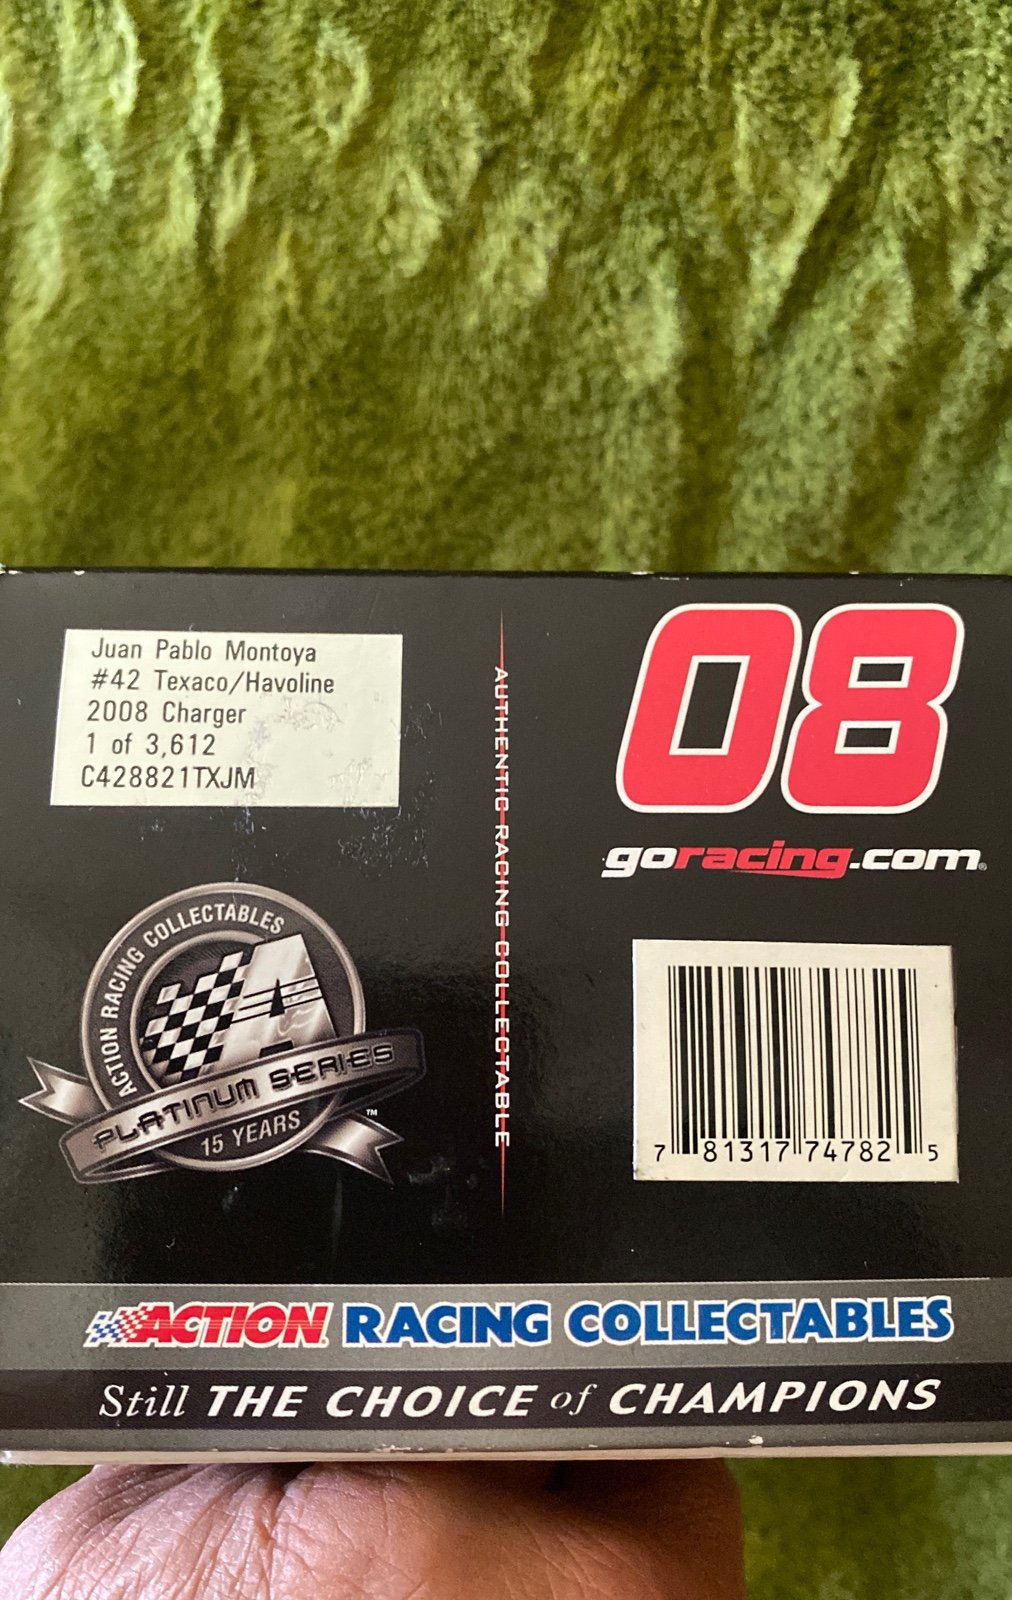 Juan Pablo Montoya
#42 Texaco/Havoline
2008 Charger
1 of 3,612
C428821TXJM
AUTHENTIC RACING COLLECTABLE
08
goracing.com®
ACTION RACING COLLECTABLES
A
PLATINUM SERIES™
15 YEARS
7 81317 74782 5
ACTION RACING COLLECTABLES
Still THE CHOICE of CHAMPIONS